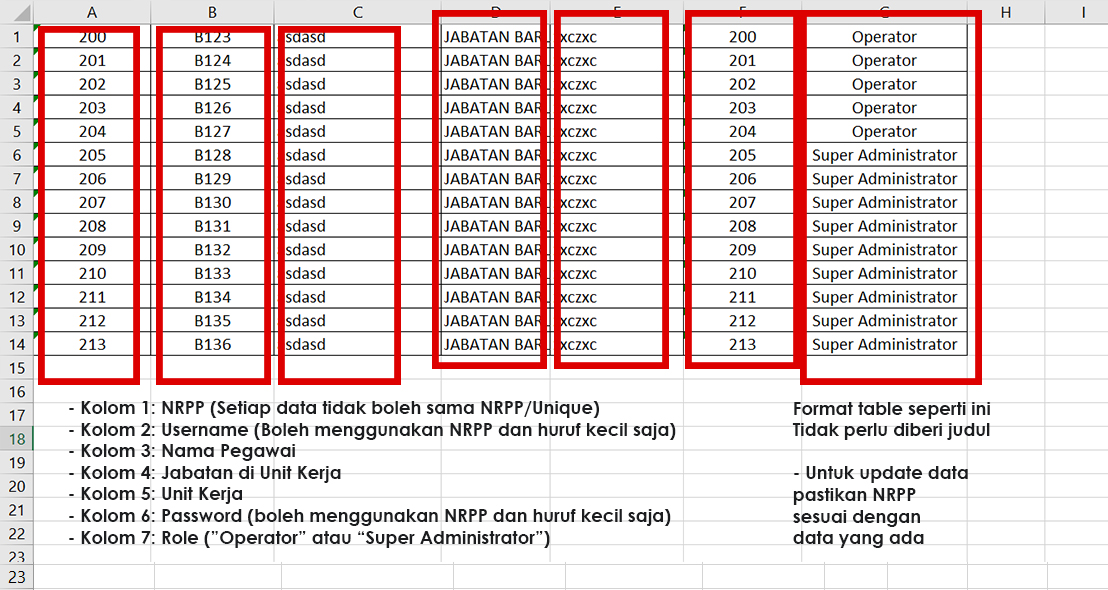 A B C D E F G H I
1 200 B123 sdasd JABATAN BAR xczxc 200 Operator
2 201 B124 sdasd JABATAN BAR xczxc 201 Operator
3 202 B125 sdasd JABATAN BAR xczxc 202 Operator
4 203 B126 sdasd JABATAN BAR xczxc 203 Operator
5 204 B127 sdasd JABATAN BAR xczxc 204 Operator
6 205 B128 sdasd JABATAN BAR xczxc 205 Super Administrator
7 206 B129 sdasd JABATAN BAR xczxc 206 Super Administrator
8 207 B130 sdasd JABATAN BAR xczxc 207 Super Administrator
9 208 B131 sdasd JABATAN BAR xczxc 208 Super Administrator
10 209 B132 sdasd JABATAN BAR xczxc 209 Super Administrator
11 210 B133 sdasd JABATAN BAR xczxc 210 Super Administrator
12 211 B134 sdasd JABATAN BAR xczxc 211 Super Administrator
13 212 B135 sdasd JABATAN BAR xczxc 212 Super Administrator
14 213 B136 sdasd JABATAN BAR xczxc 213 Super Administrator
15
16
17
18
19
20
21
22
23
23
- Kolom 1: NRPP (Setiap data tidak boleh sama NRPP/Unique)
- Kolom 2: Username (Boleh menggunakan NRPP dan huruf kecil saja)
- Kolom 3: Nama Pegawai
- Kolom 4: Jabatan di Unit Kerja
- Kolom 5: Unit Kerja
- Kolom 6: Password (boleh menggunakan NRPP dan huruf kecil saja)
- Kolom 7: Role (”Operator” atau “Super Administrator”)
Format table seperti ini
Tidak perlu diberi judul
- Untuk update data
pastikan NRPP
sesuai dengan
data yang ada